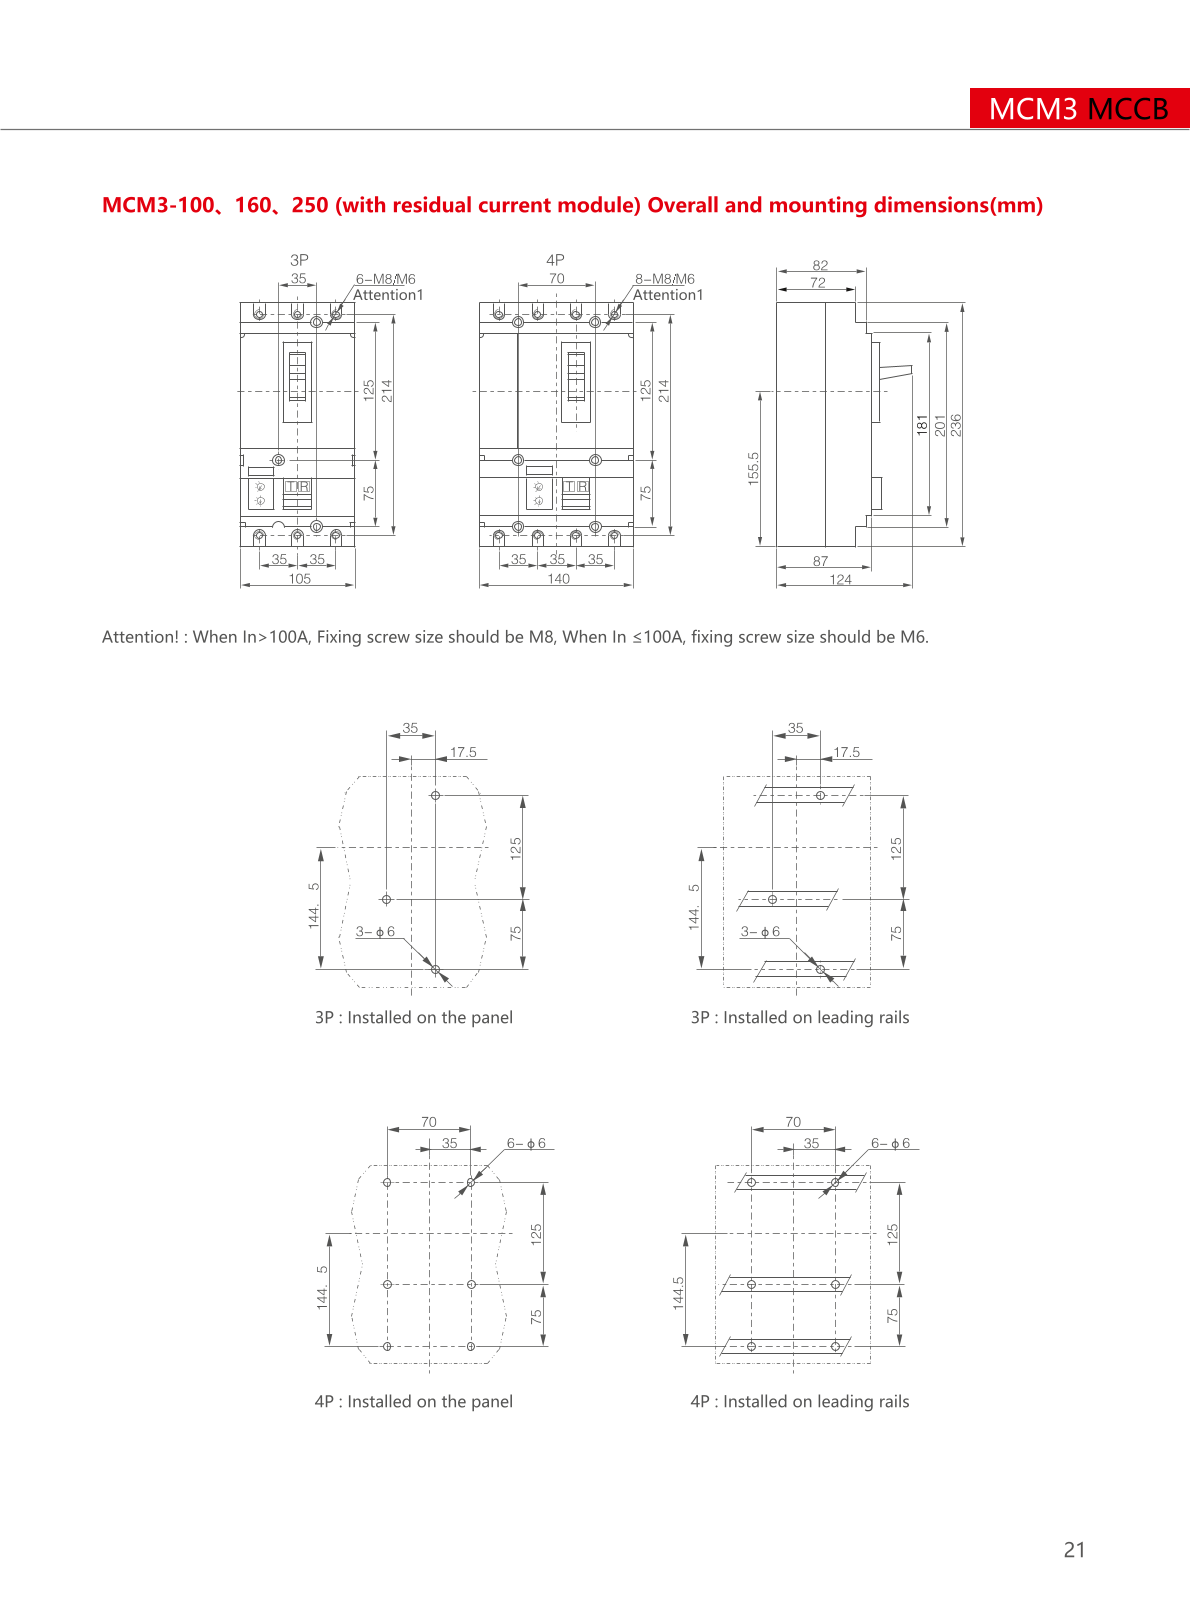 MCM3 MCCB
MCM3-100、160、250 (with residual current module) Overall and mounting dimensions(mm)
3P
35
6-M8/M6
Attention1
125
214
75
TR
35 35
105
4P
70
8-M8/M6
Attention1
125
214
75
TR
35 35 35
140
82
72
155.5
181
201
236
87
124
Attention! : When In>100A, Fixing screw size should be M8, When In ≤100A, fixing screw size should be M6.
35
17.5
125
144. 5
3-ϕ6
75
3P : Installed on the panel
35
17.5
125
144. 5
3-ϕ6
75
3P : Installed on leading rails
70
35
6-ϕ6
125
144. 5
75
4P : Installed on the panel
70
35
6-ϕ6
125
144.5
75
4P : Installed on leading rails
21